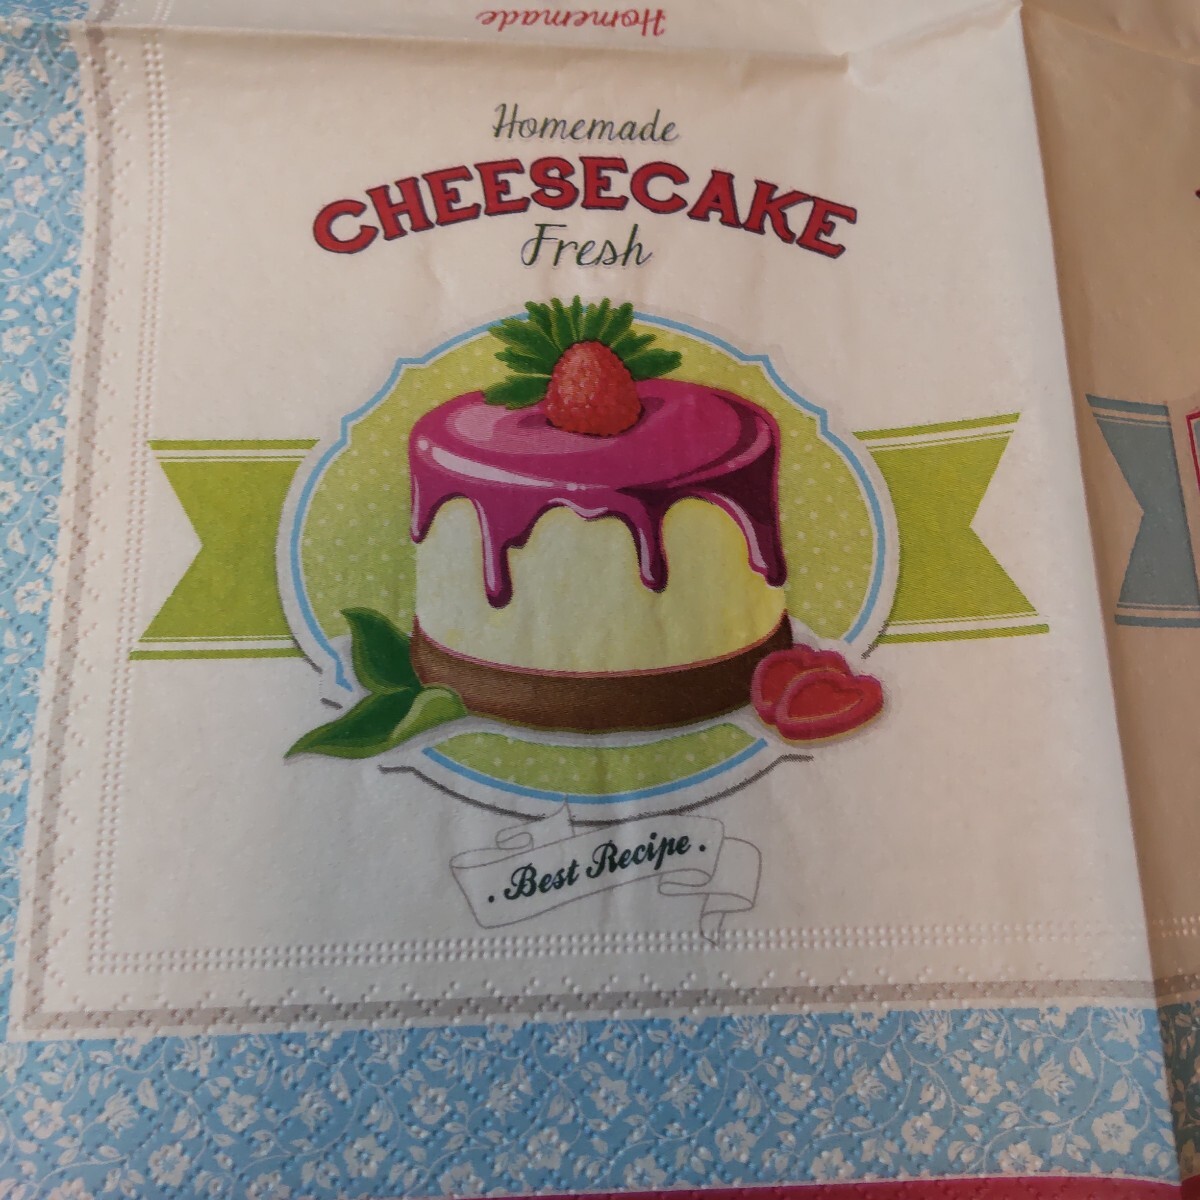 Homemade
Homemade
CHEESECAKE
Fresh
. Best Recipe .